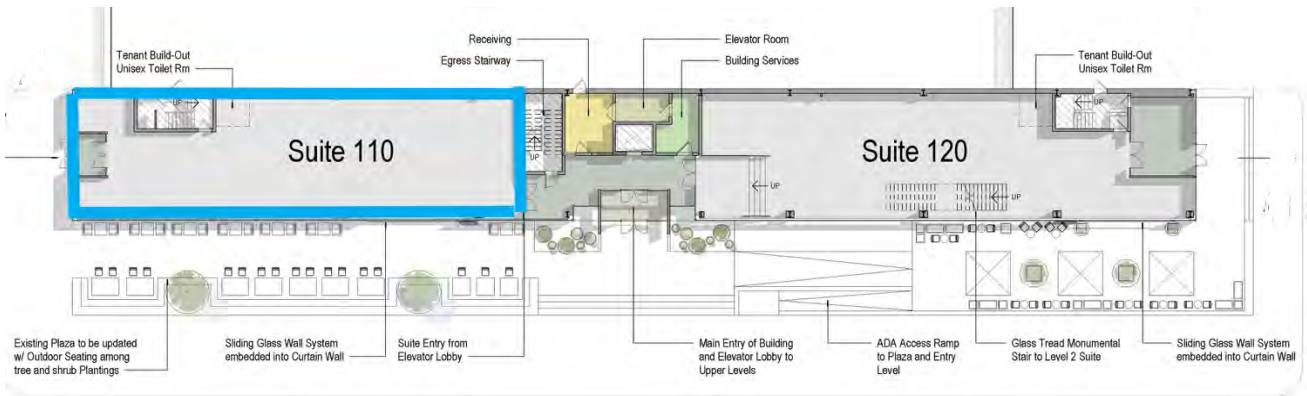 Receiving
Elevator Room
Tenant Build-Out
Unisex Toilet Rm
Egress Stairway
Building Services
Tenant Build-Out
Unisex Toilet Rm
UP
UP
Suite 110
Suite 120
UP
UP
UP
Existing Plaza to be updated
w/ Outdoor Seating among
tree and shrub Plantings
Sliding Glass Wall System
embedded into Curtain Wall
Suite Entry from
Elevator Lobby
Main Entry of Building
and Elevator Lobby to
Upper Levels
ADA Access Ramp
to Plaza and Entry
Level
Glass Tread Monumental
Stair to Level 2 Suite
Sliding Glass Wall System
embedded into Curtain Wall